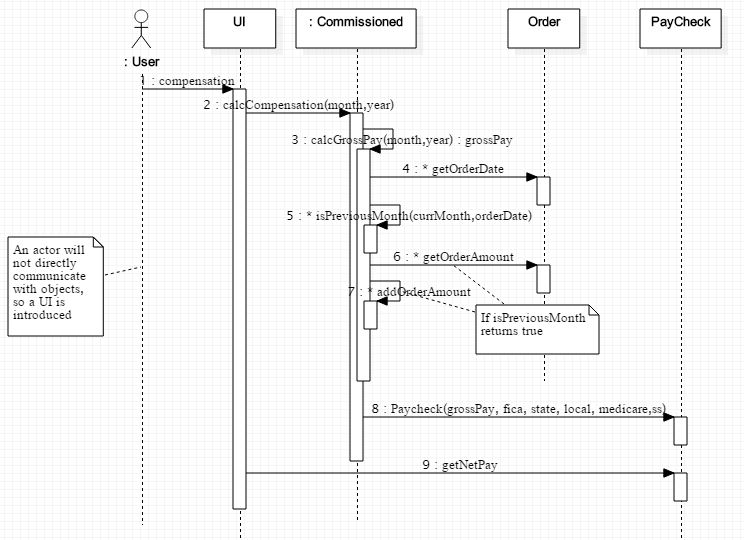 UI
: Commissioned
Order
PayCheck
: User
1 : compensation
2 : calcCompensation(month,year)
3 : calcGrossPay(month,year) : grossPay
4 : * getOrderDate
5 : * isPreviousMonth(currMonth,orderDate)
An actor will
not directly
communicate
with objects,
so a UI is
introduced
6 : * getOrderAmount
7 : * addOrderAmount
If isPreviousMonth
returns true
8 : Paycheck(grossPay, fica, state, local, medicare,ss)
9 : getNetPay